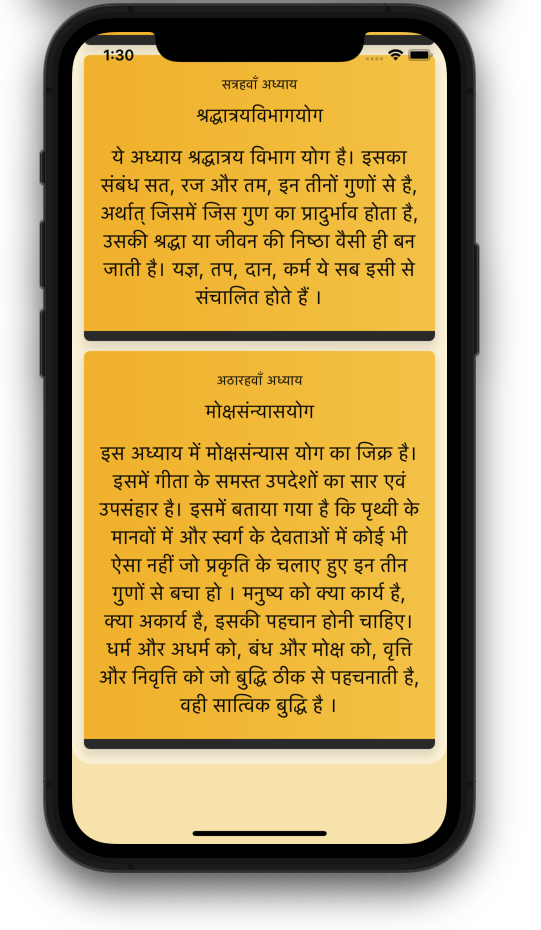 1:30
सत्रहवाँ अध्याय
श्रद्धात्रयविभागयोग
ये अध्याय श्रद्धात्रय विभाग योग है। इसका
संबंध सत, रज और तम, इन तीनों गुणों से है,
अर्थात् जिसमें जिस गुण का प्रादुर्भाव होता है,
उसकी श्रद्धा या जीवन की निष्ठा वैसी ही बन
जाती है। यज्ञ, तप, दान, कर्म ये सब इसी से
संचालित होते हैं ।
अठारहवाँ अध्याय
मोक्षसंन्यासयोग
इस अध्याय में मोक्षसंन्यास योग का जिक्र है।
इसमें गीता के समस्त उपदेशों का सार एवं
उपसंहार है। इसमें बताया गया है कि पृथ्वी के
मानवों में और स्वर्ग के देवताओं में कोई भी
ऐसा नहीं जो प्रकृति के चलाए हुए इन तीन
गुणों से बचा हो । मनुष्य को क्या कार्य है,
क्या अकार्य है, इसकी पहचान होनी चाहिए।
धर्म और अधर्म को, बंध और मोक्ष को, वृत्ति
और निवृत्ति को जो बुद्धि ठीक से पहचनाती है,
वही सात्विक बुद्धि है ।